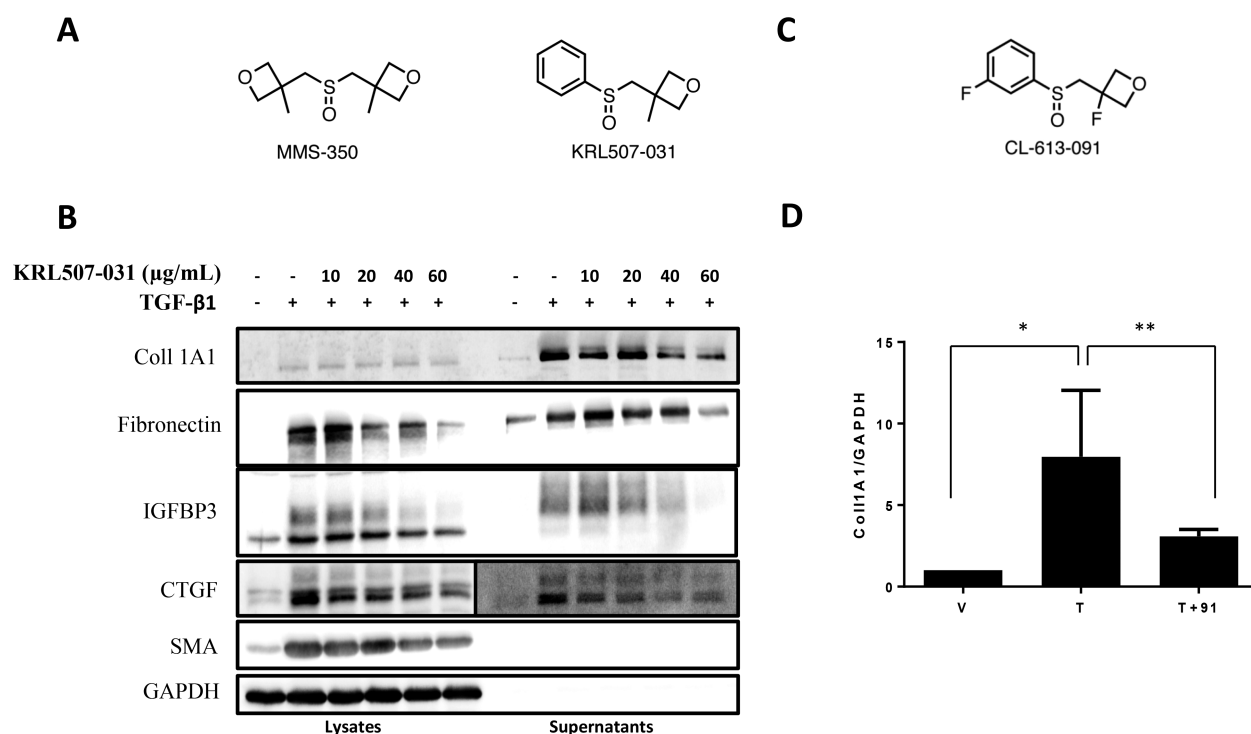 A
O
S
O
O
MMS-350
S
O
O
KRL507-031
C
F
S
O
F
O
CL-613-091
B
KRL507-031 (μg/mL) - - 10 20 40 60 - - 10 20 40 60
TGF-β1 - + + + + + - + + + + +
Coll 1A1
Fibronectin
IGFBP3
CTGF
SMA
GAPDH
Lysates Supernatants
D
* **
Coll1A1/GAPDH
15
10
5
0
V T T+91